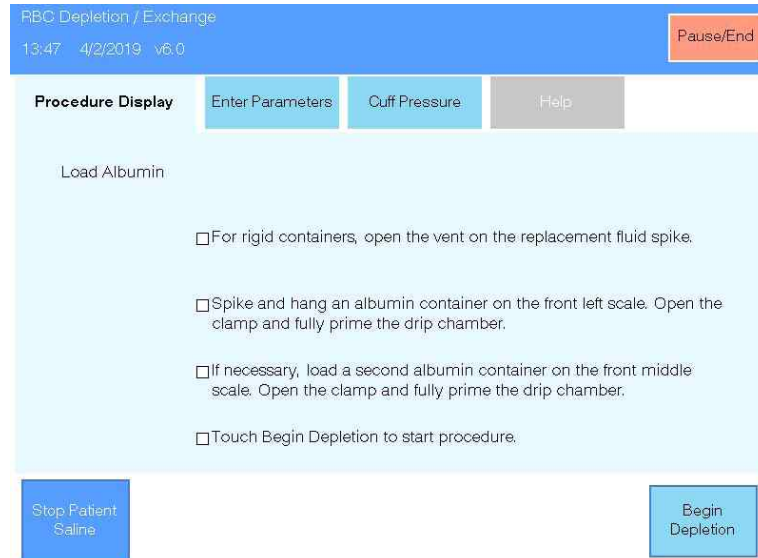 RBC Depletion / Exchange
13:47 4/2/2019 v6.0
Pause/End
Procedure Display
Enter Parameters
Cuff Pressure
Help
Load Albumin
For rigid containers, open the vent on the replacement fluid spike.
Spike and hang an albumin container on the front left scale. Open the
clamp and fully prime the drip chamber.
If necessary, load a second albumin container on the front middle
scale. Open the clamp and fully prime the drip chamber.
Touch Begin Depletion to start procedure.
Stop Patient
Saline
Begin
Depletion